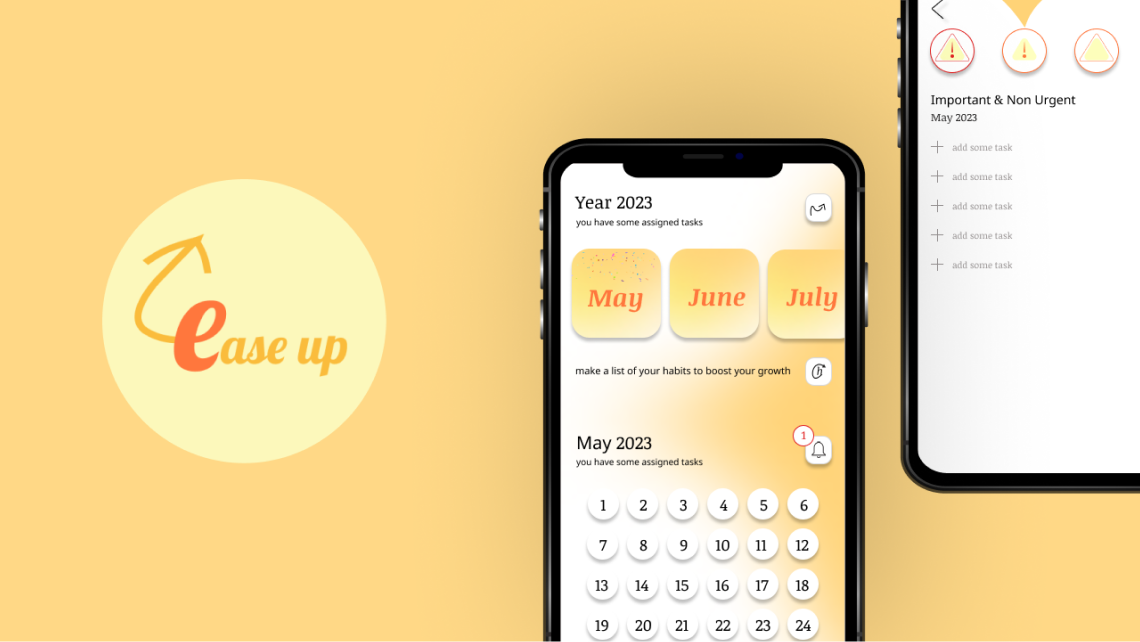 ease up
Year 2023
you have some assigned tasks
May
June
July
make a list of your habits to boost your growth
May 2023
1
you have some assigned tasks
1 2 3 4 5 6
7 8 9 10 11 12
13 14 15 16 17 18
19 20 21 22 23 24
Important & Non Urgent
May 2023
add some task
add some task
add some task
add some task
add some task